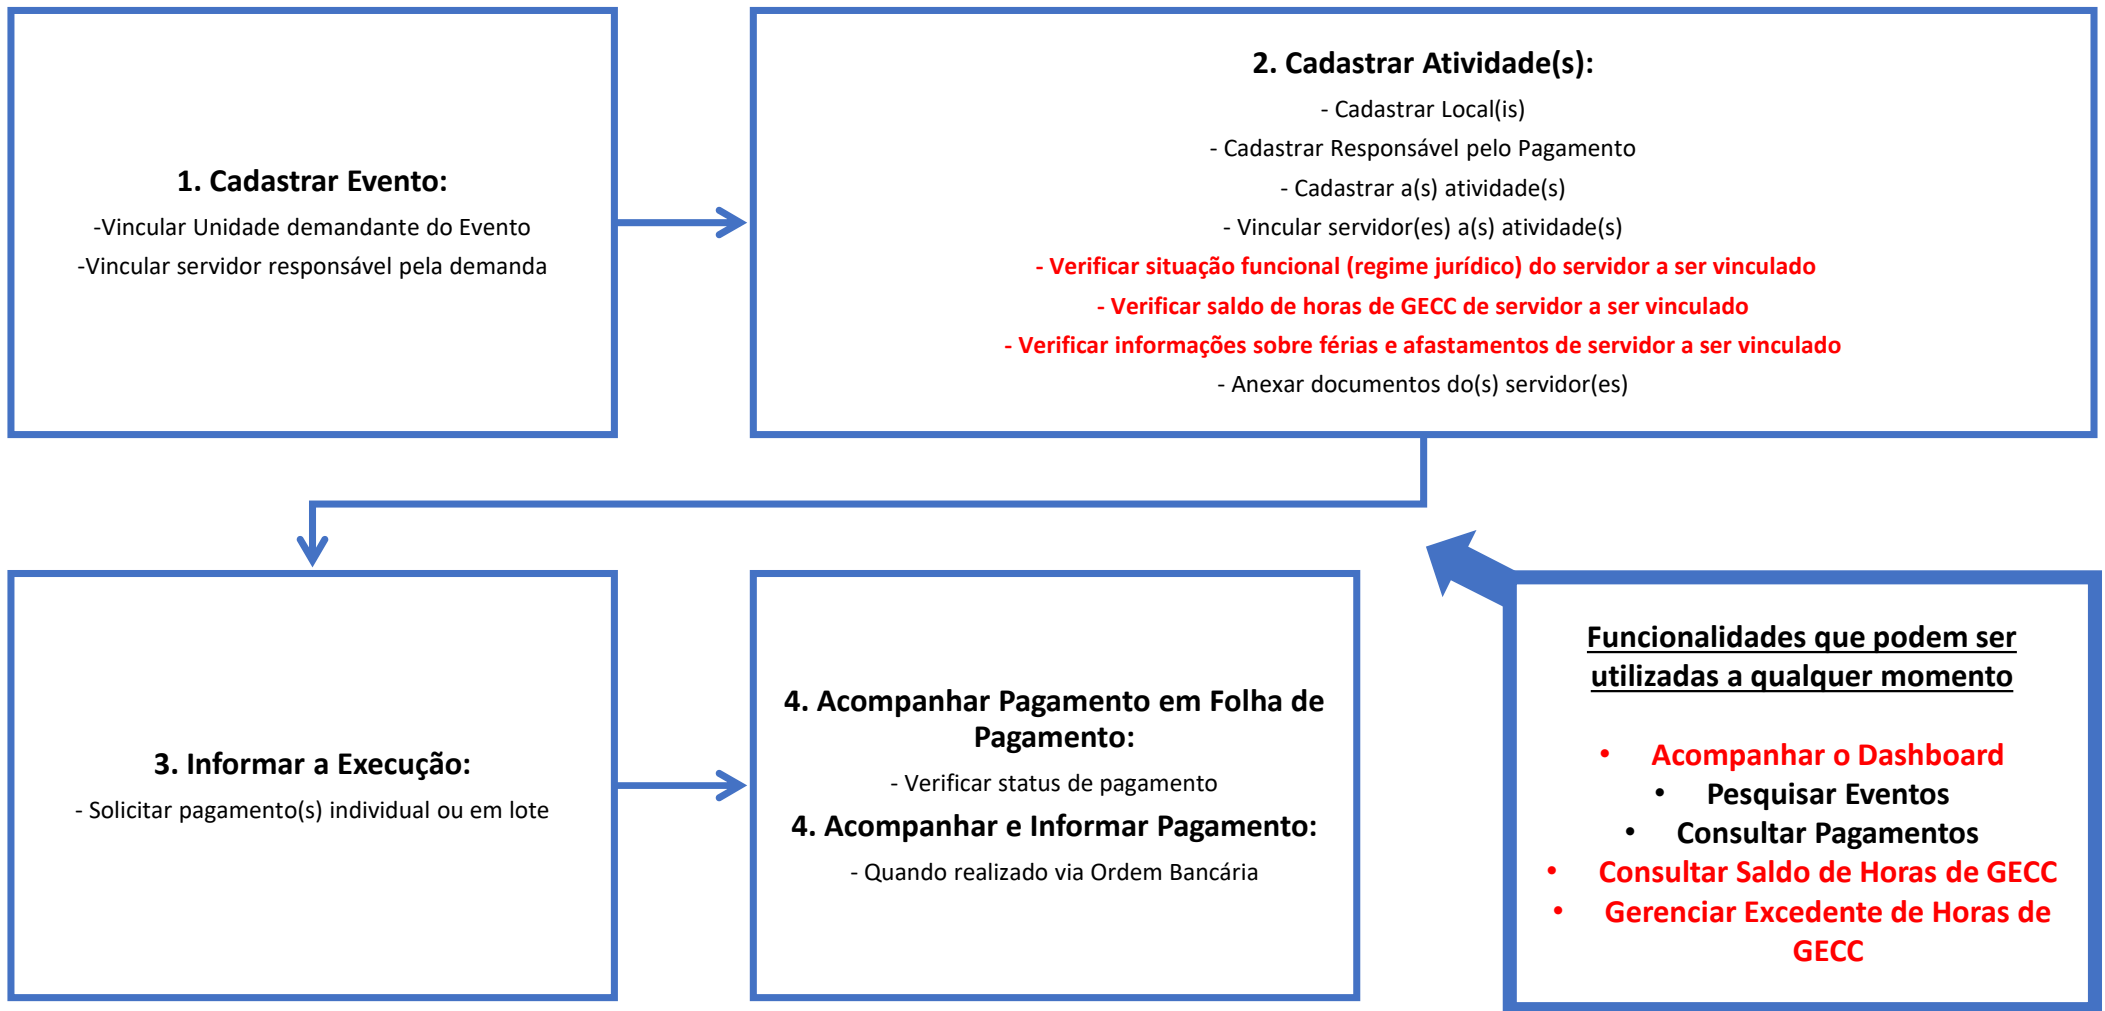 1. Cadastrar Evento:
-Vincular Unidade demandante do Evento
-Vincular servidor responsável pela demanda
2. Cadastrar Atividade(s):
- Cadastrar Local(is)
- Cadastrar Responsável pelo Pagamento
- Cadastrar a(s) atividade(s)
- Vincular servidor(es) a(s) atividade(s)
- Verificar situação funcional (regime jurídico) do servidor a ser vinculado
- Verificar saldo de horas de GECC de servidor a ser vinculado
- Verificar informações sobre férias e afastamentos de servidor a ser vinculado
- Anexar documentos do(s) servidor(es)
3. Informar a Execução:
- Solicitar pagamento(s) individual ou em lote
4. Acompanhar Pagamento em Folha de
Pagamento:
- Verificar status de pagamento
4. Acompanhar e Informar Pagamento:
- Quando realizado via Ordem Bancária
Funcionalidades que podem ser
utilizadas a qualquer momento
• Acompanhar o Dashboard
• Pesquisar Eventos
• Consultar Pagamentos
• Consultar Saldo de Horas de GECC
• Gerenciar Excedente de Horas de
GECC